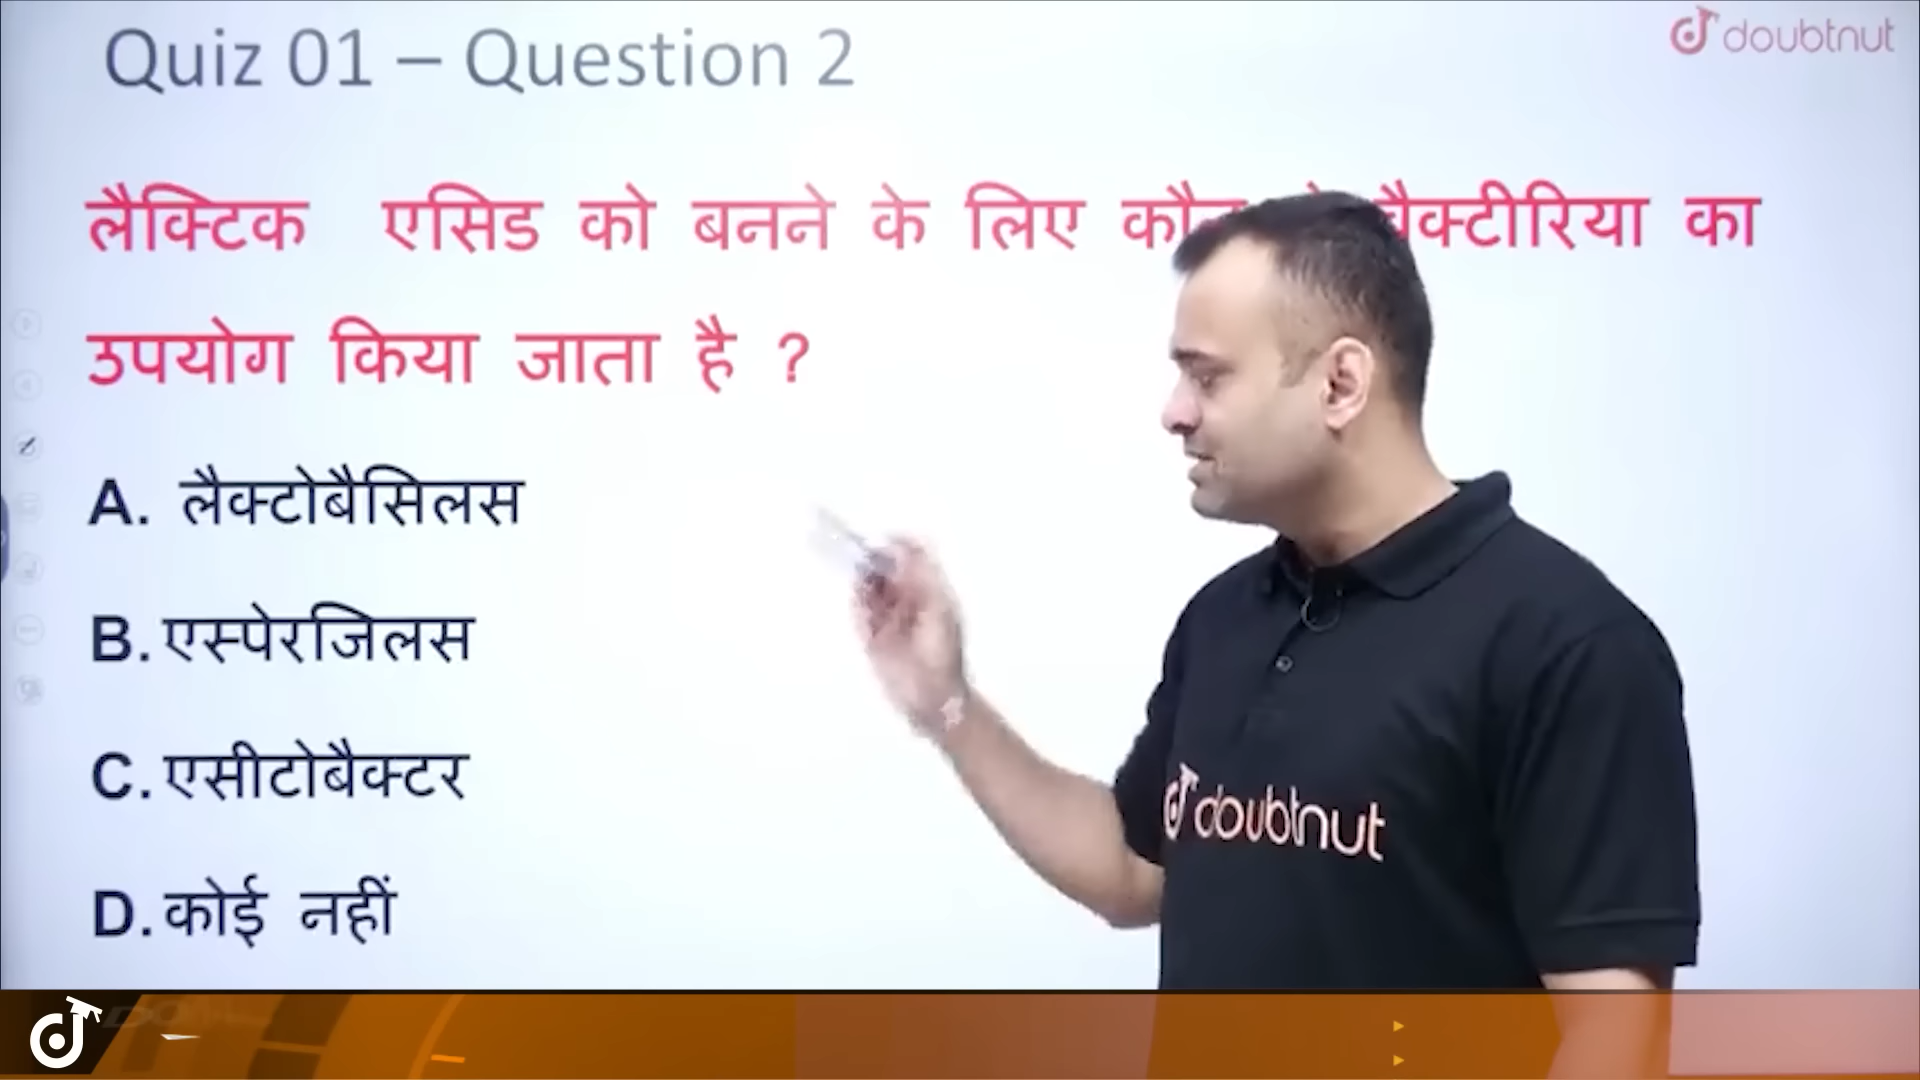 Quiz 01 – Question 2
doubtnut
लैक्टिक एसिड को बनने के लिए बैक्टीरिया का
उपयोग किया जाता है ?
A. लैक्टोबैसिलस
B. एस्पेरजिलस
C. एसीटोबैक्टर
D. कोई नहीं
doubtnut